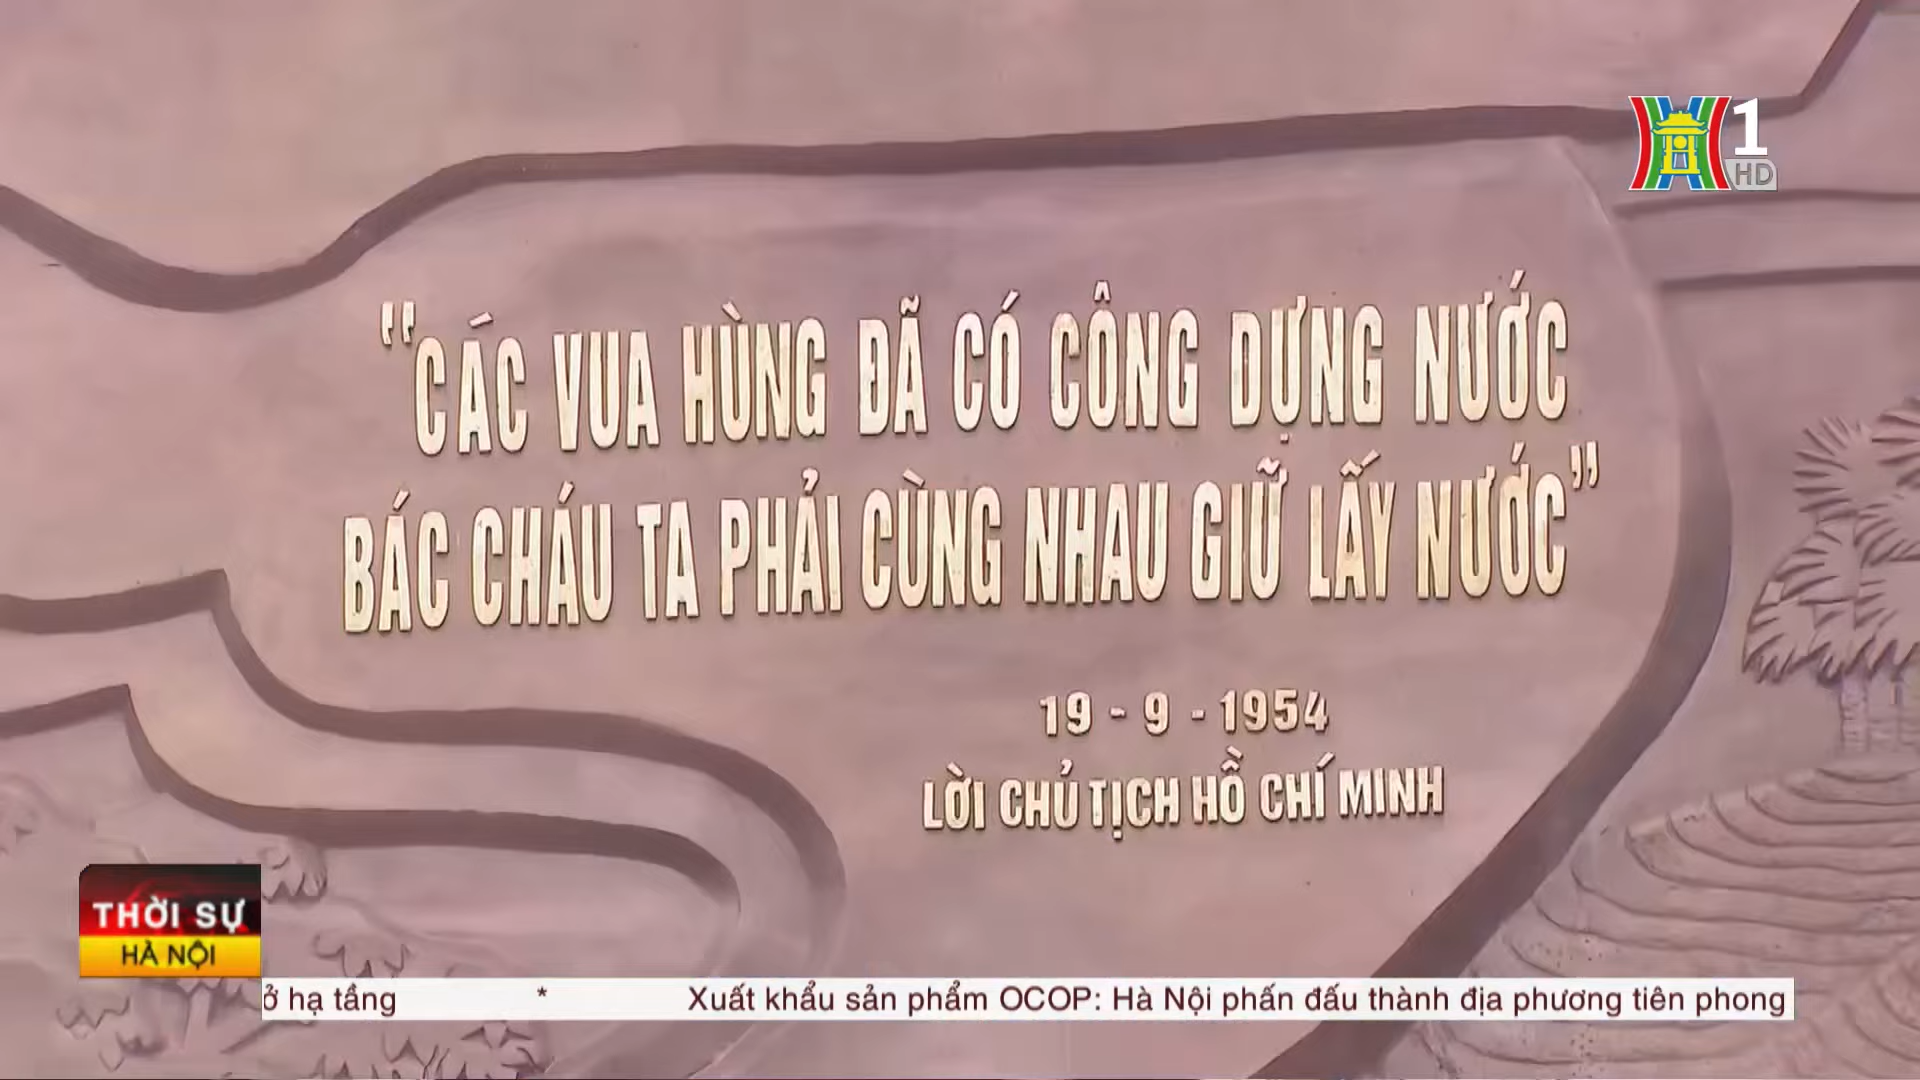 1
HD
"CÁC VUA HÙNG ĐÃ CÓ CÔNG DỰNG NƯỚC
BÁC CHÁU TA PHẢI CÙNG NHAU GIỮ LẤY NƯỚC"
19 - 9 - 1954
LỜI CHỦ TỊCH HỒ CHÍ MINH
THỜI SỰ
HÀ NỘI
ở hạ tầng * Xuất khẩu sản phẩm OCOP: Hà Nội phấn đấu thành địa phương tiên phong